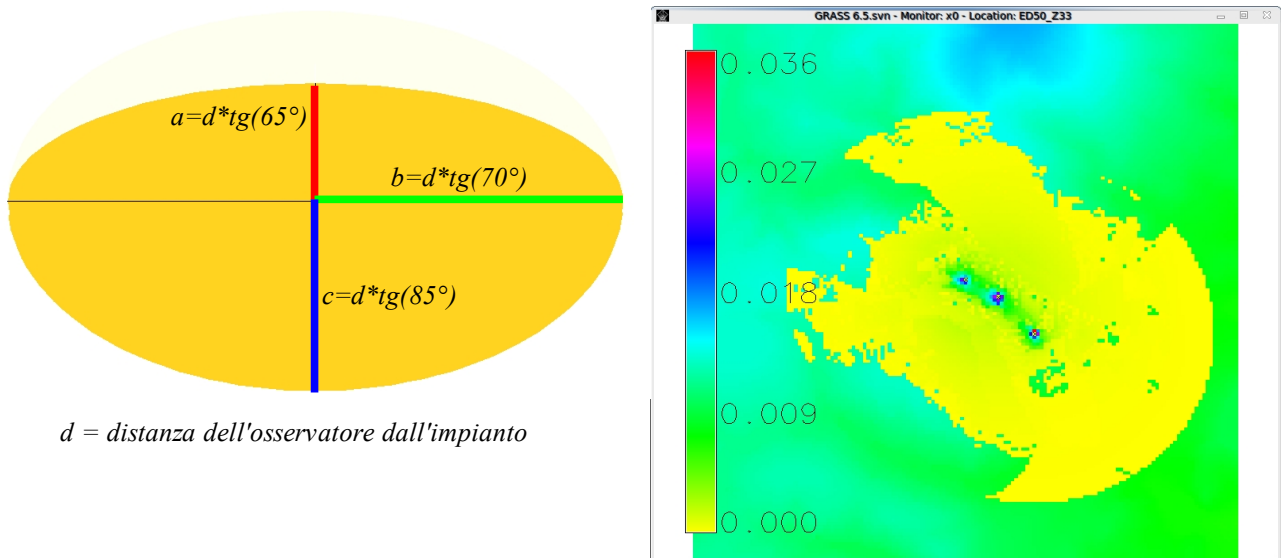 a=d*tg(65°)
b=d*tg(70°)
c=d*tg(85°)
d = distanza dell'osservatore dall'impianto
GRASS 6.5.svn - Monitor: x0 - Location: ED50_Z33
0.036
0.027
0.018
0.009
0.000